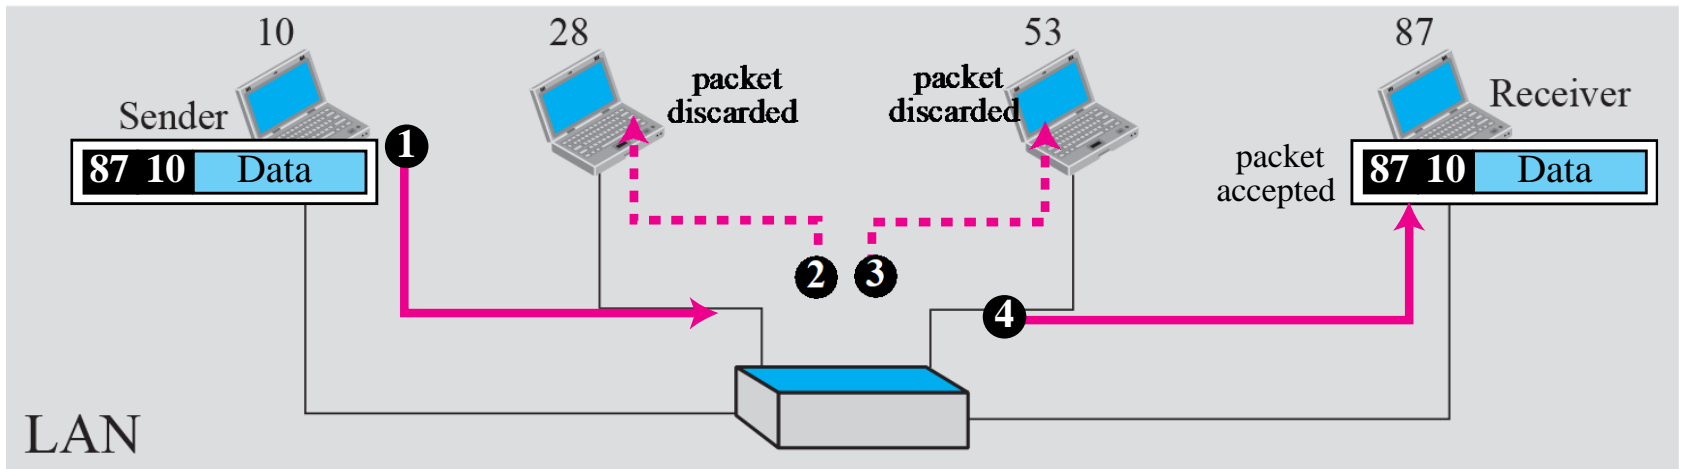 10
28
53
87
Sender
packet
discarded
packet
discarded
Receiver
1
87 10 Data
packet
accepted
87 10 Data
2
3
4
LAN